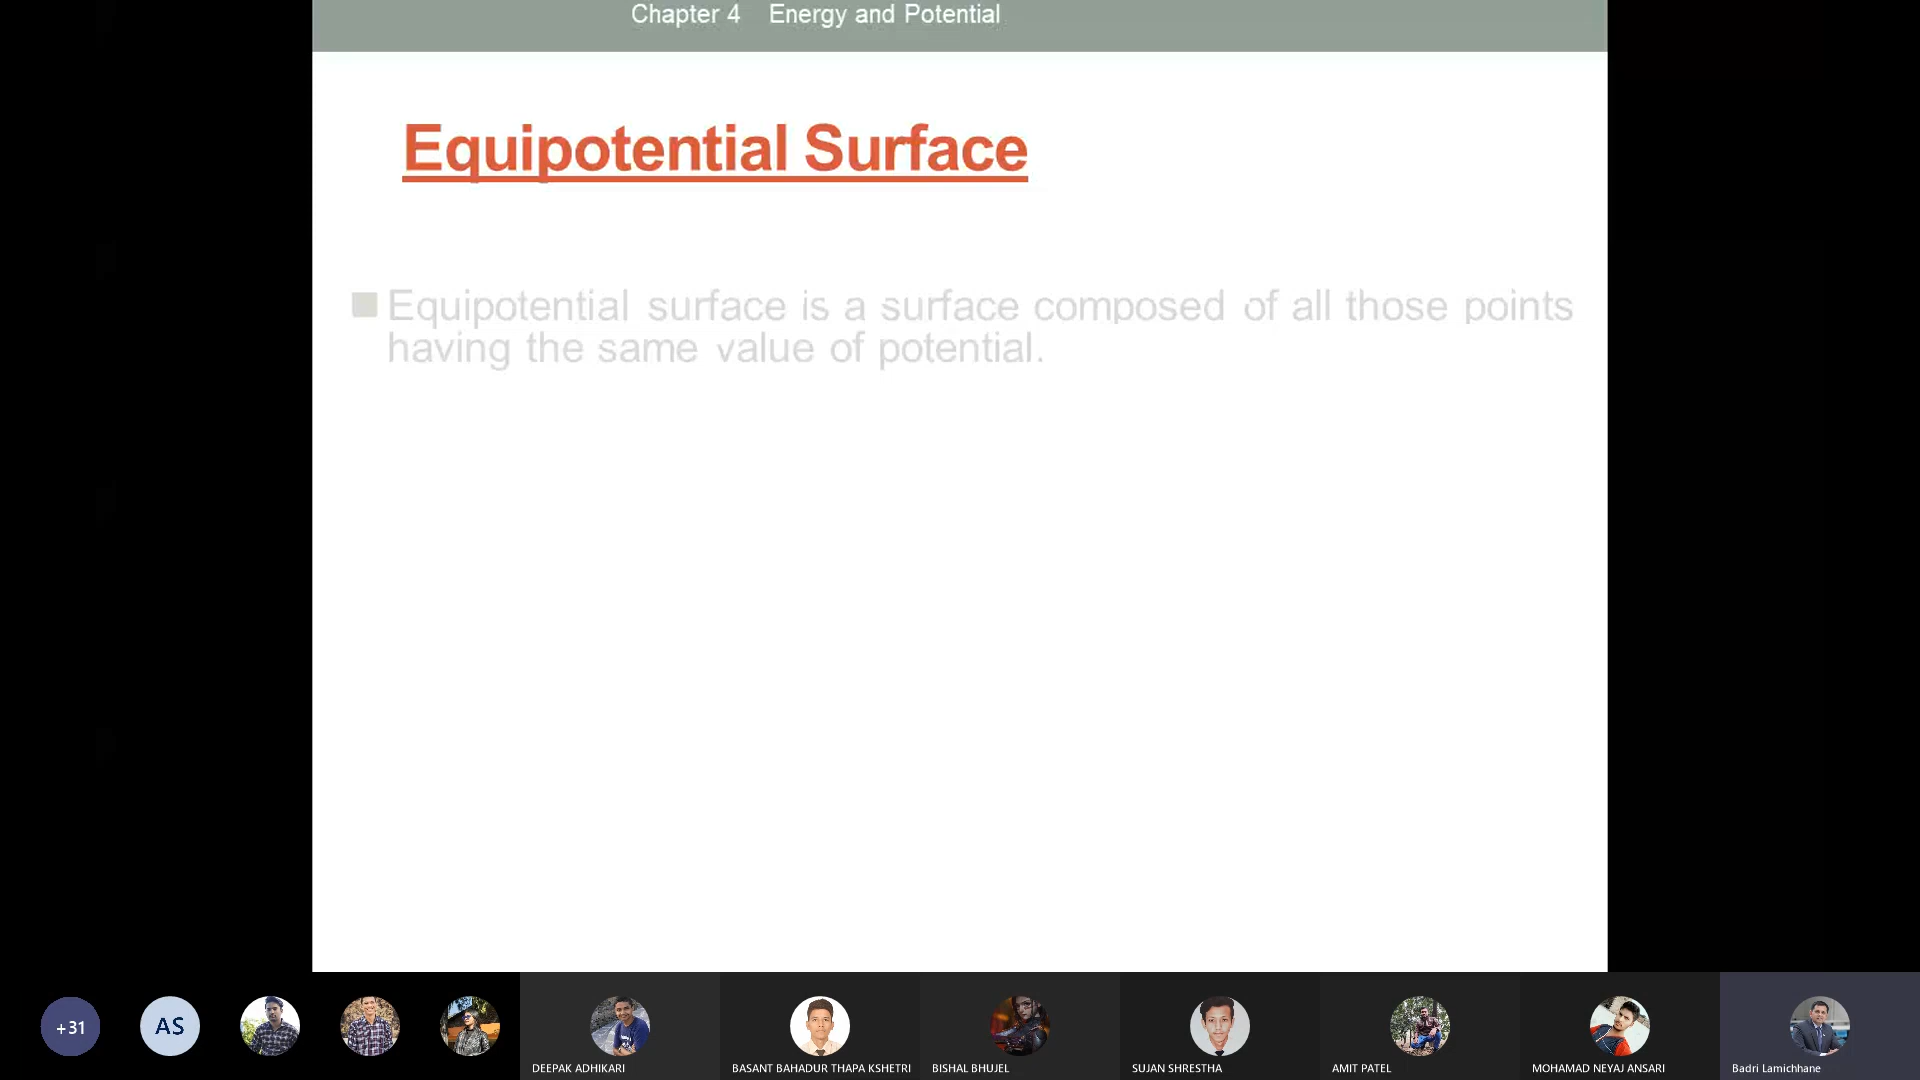 Chapter 4 Energy and Potential
Equipotential Surface
Equipotential surface is a surface composed of all those points
having the same value of potential.
+31
AS
DEEPAK ADHIKARI
BASANT BAHADUR THAPA KSHETRI
BISHAL BHUJEL
SUJAN SHRESTHA
AMIT PATEL
MOHAMAD NEYAJ ANSARI
Badri Lamichhane